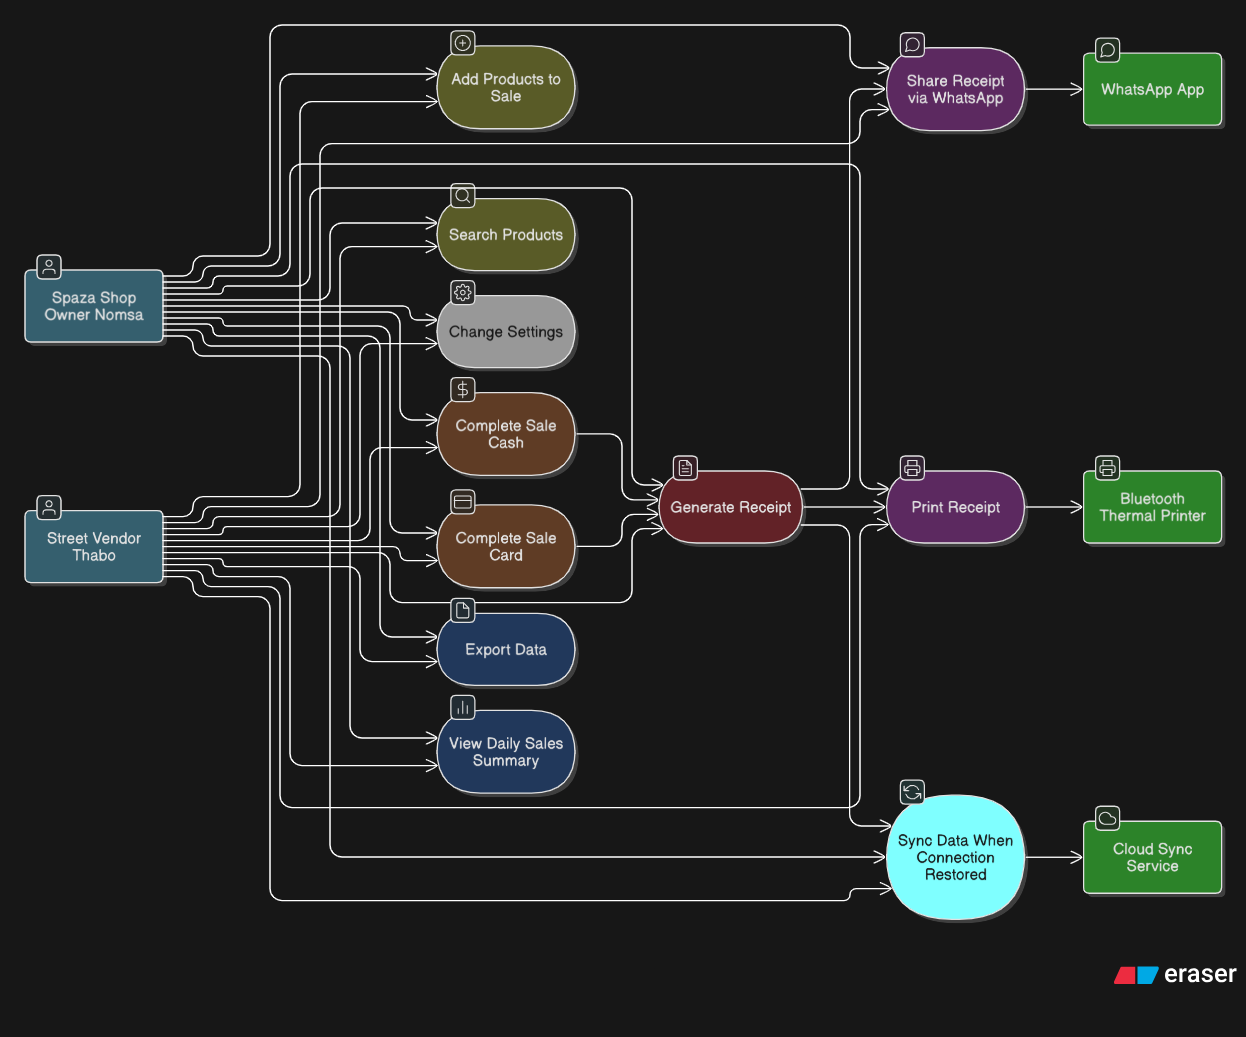 Add Products to
Sale
Share Receipt
via WhatsApp
WhatsApp App
Search Products
Spaza Shop
Owner Nomsa
Change Settings
Complete Sale
Cash
Generate Receipt
Print Receipt
Bluetooth
Thermal Printer
Street Vendor
Thabo
Complete Sale
Card
Export Data
View Daily Sales
Summary
Sync Data When
Connection
Restored
Cloud Sync
Service
eraser